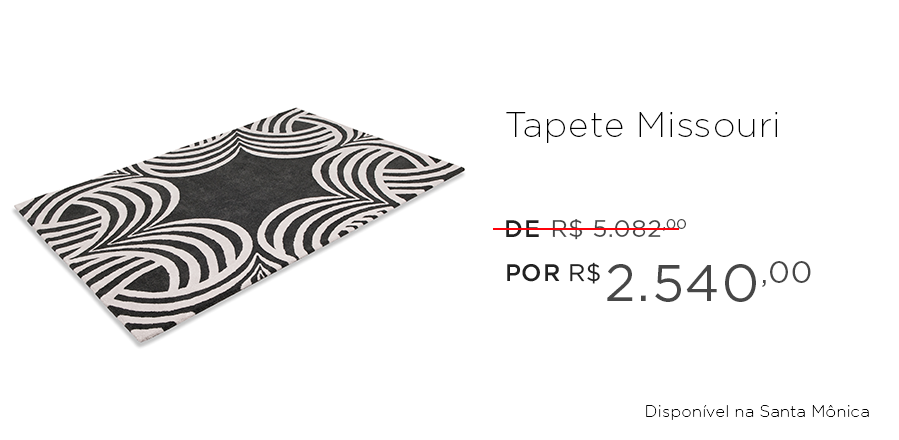 Tapete Missouri
DE R$ 5.082,00
POR R$ 2.540,00
Disponível na Santa Mônica